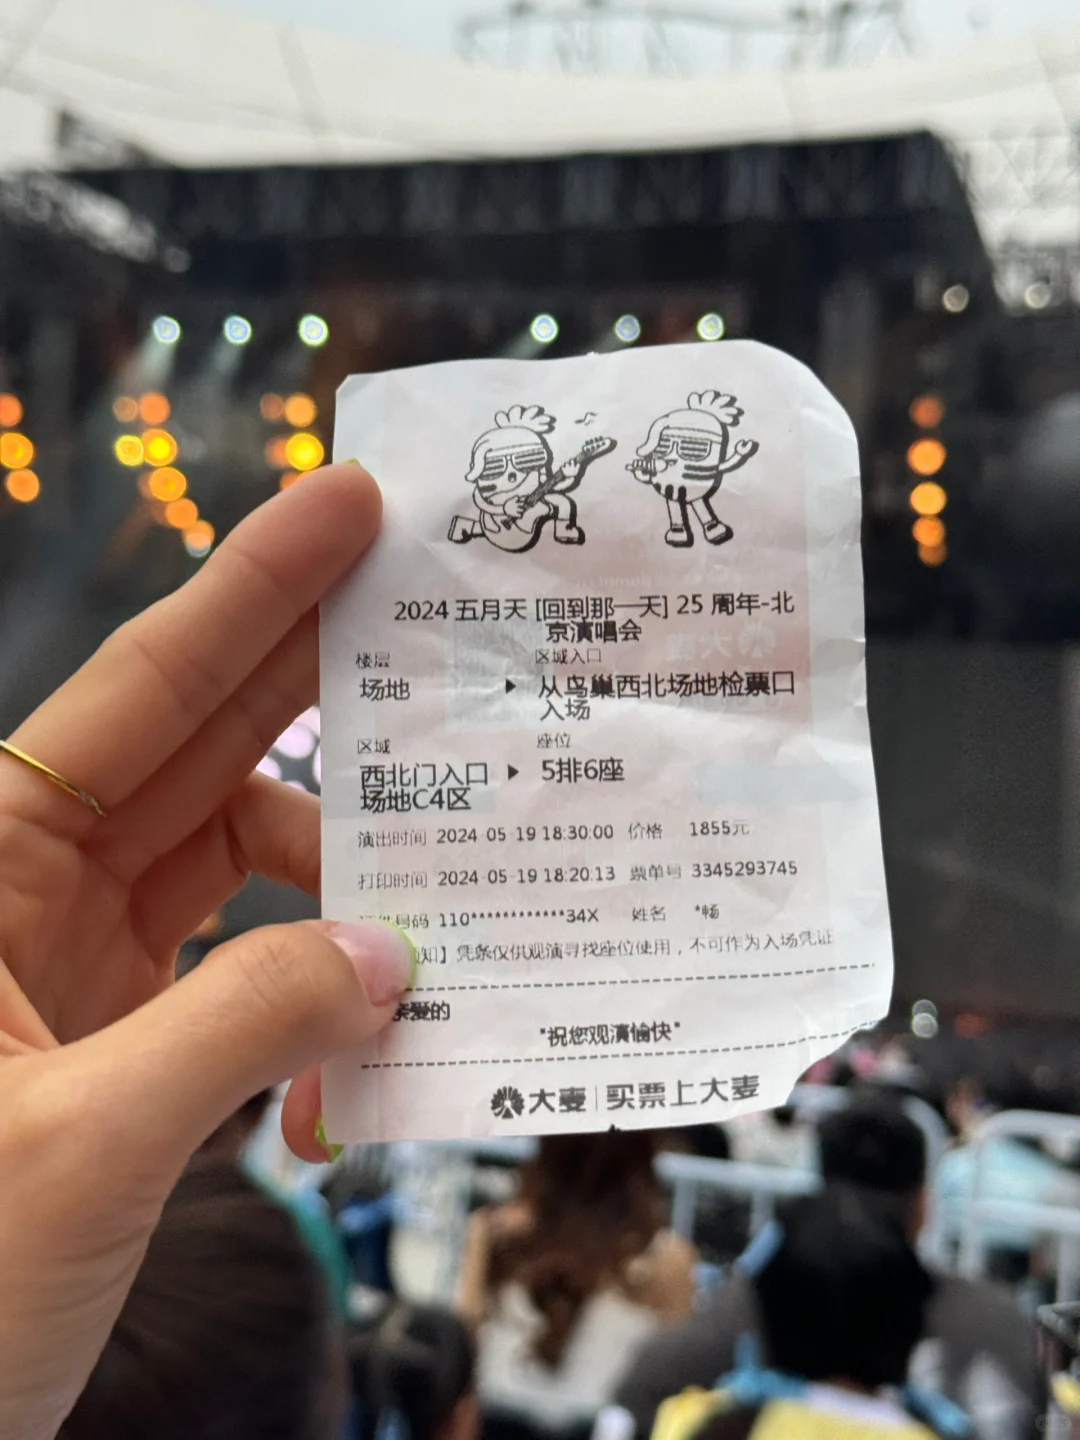 2024 五月天 [回到那一天] 25 周年-北
京演唱会
楼层 区域入口
场地 从鸟巢西北场地检票口
入场
区域 座位
西北门入口 5排6座
场地C4区
演出时间 2024-05-19 18:30:00 价格 1855元
打印时间 2024-05-19 18:20:13 票单号 3345293745
号码 110************34X 姓名 *畅
知】凭条仅供观演寻找座位使用，不可作为入场凭证
亲爱的
"祝您观演愉快"
大麦 | 买票上大麦